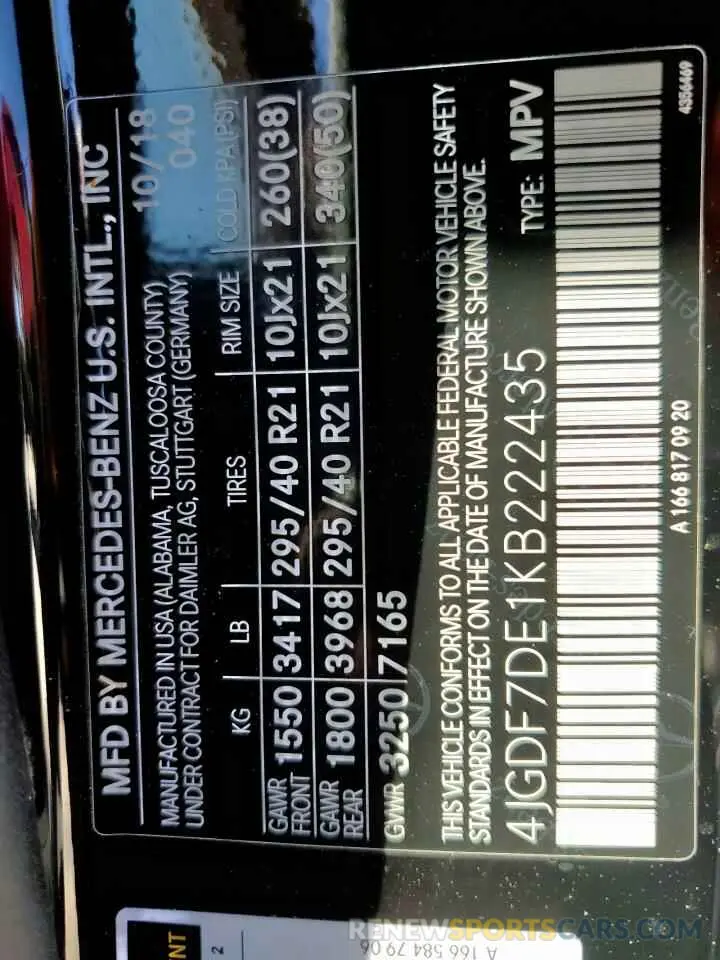 MFD BY MERCEDES-BENZ U.S. INTL., INC
10/18
MANUFACTURED IN USA (ALABAMA, TUSCALOOSA COUNTY)
040
UNDER CONTRACT FOR DAIMLER AG, STUTTGART (GERMANY)
KG LB TIRES RIM SIZE COLD KPA(PSI)
GAWR FRONT 1550 3417 295/40 R21 10Jx21 260(38)
GAWR REAR 1800 3968 295/40 R21 10Jx21 340(50)
GVWR 3250 7165
THIS VEHICLE CONFORMS TO ALL APPLICABLE FEDERAL MOTOR VEHICLE SAFETY
STANDARDS IN EFFECT ON THE DATE OF MANUFACTURE SHOWN ABOVE.
4JGDF7DE1KB222435 TYPE: MPV
A 166 817 09 20 4356469
NT
2
A 166 584 79 06
RENEWSPORTSCARS.COM